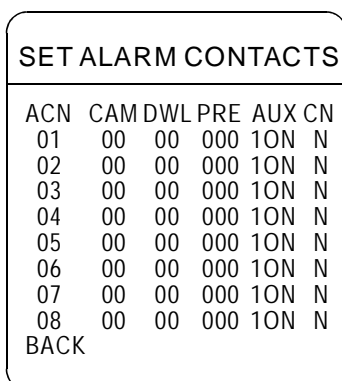 SET ALARM CONTACTS
ACN CAM DWL PRE AUX CN
01 00 00 000 1ON N
02 00 00 000 1ON N
03 00 00 000 1ON N
04 00 00 000 1ON N
05 00 00 000 1ON N
06 00 00 000 1ON N
07 00 00 000 1ON N
08 00 00 000 1ON N
BACK